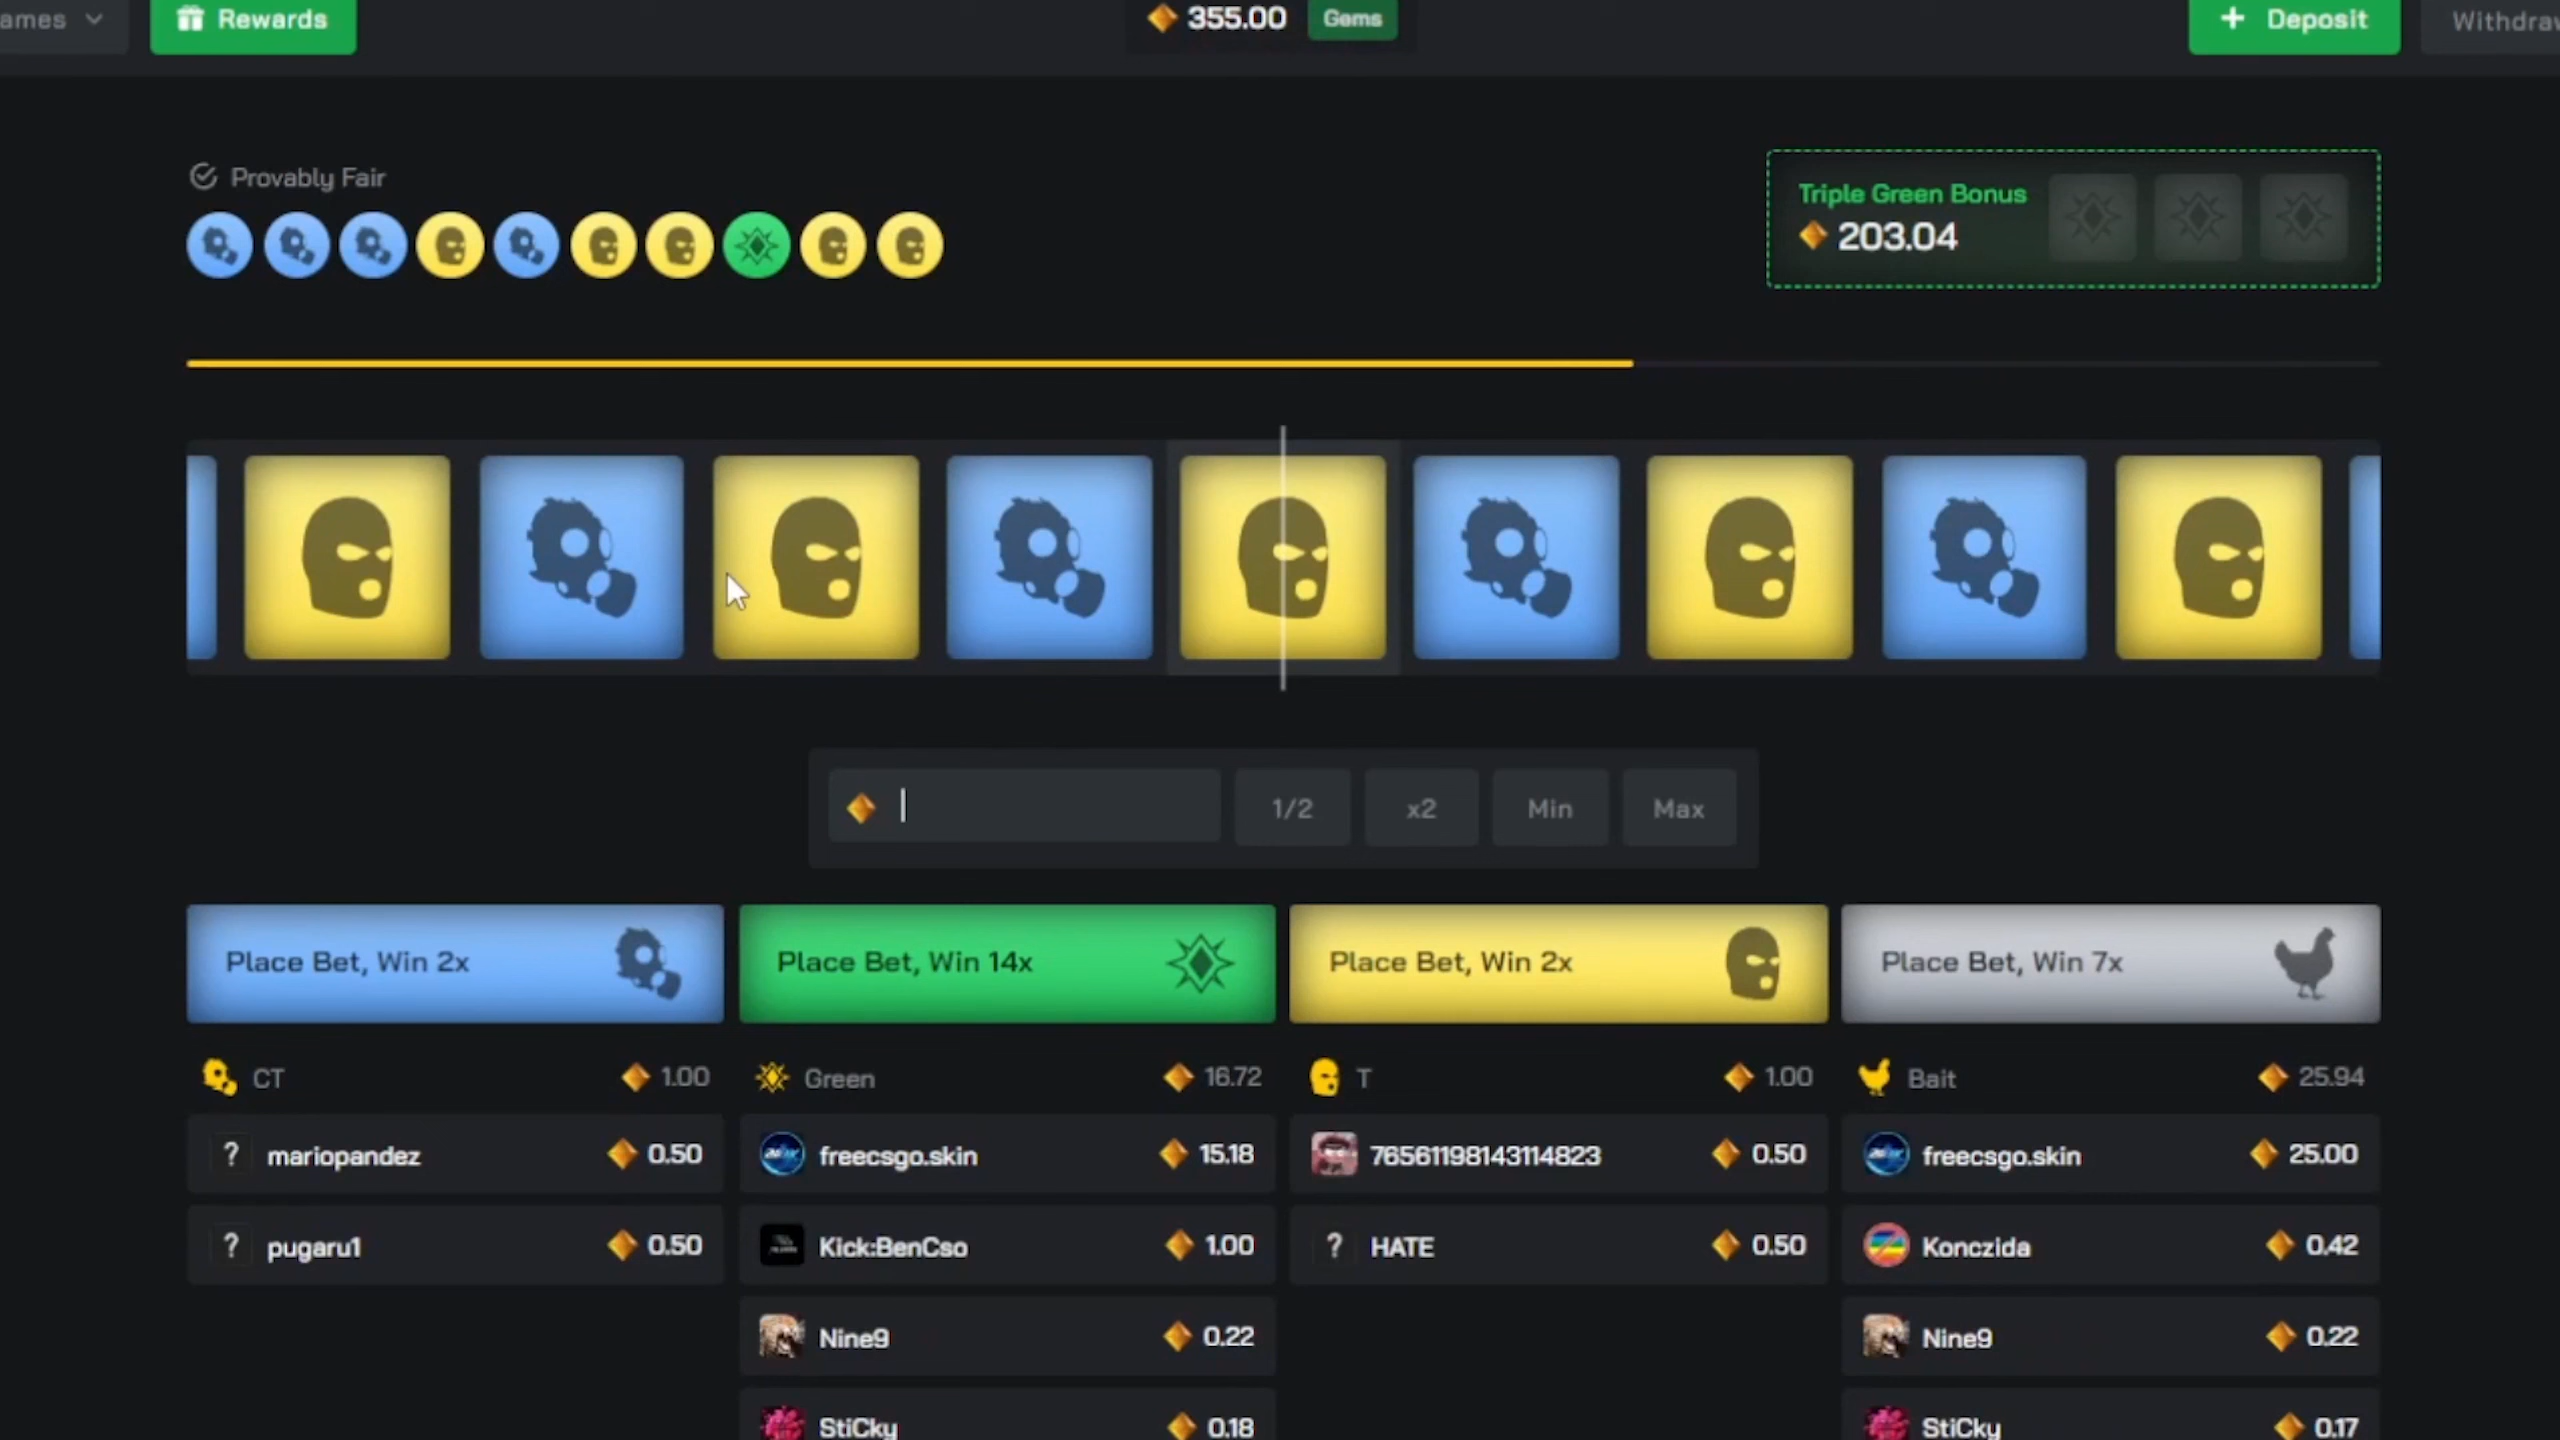 ames
Rewards
355.00
Gems
+ Deposit
Withdraw
Provably Fair
Triple Green Bonus
203.04
1/2
x2
Min
Max
Place Bet, Win 2x
Place Bet, Win 14x
Place Bet, Win 2x
Place Bet, Win 7x
CT
1.00
Green
16.72
T
1.00
Bait
25.94
? mariopandez
0.50
freecsgo.skin
15.18
76561198143114823
0.50
freecsgo.skin
25.00
? pugaru1
0.50
Kick:BenCso
1.00
? HATE
0.50
Konczida
0.42
Nine9
0.22
Nine9
0.22
StiCky
0.18
StiCky
0.17